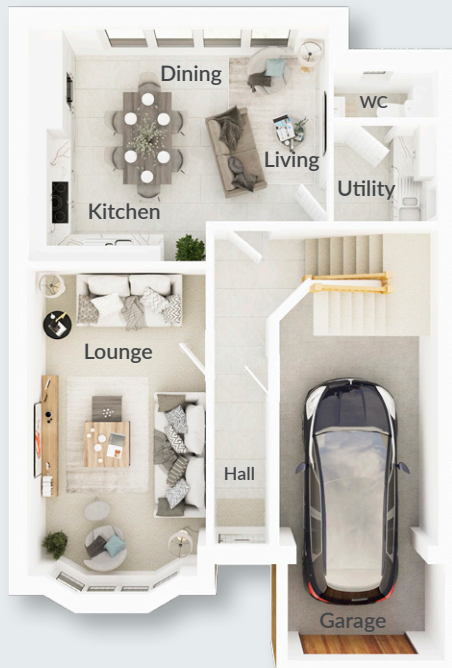 Dining
WC
Living
Utility
Kitchen
Lounge
Hall
Garage